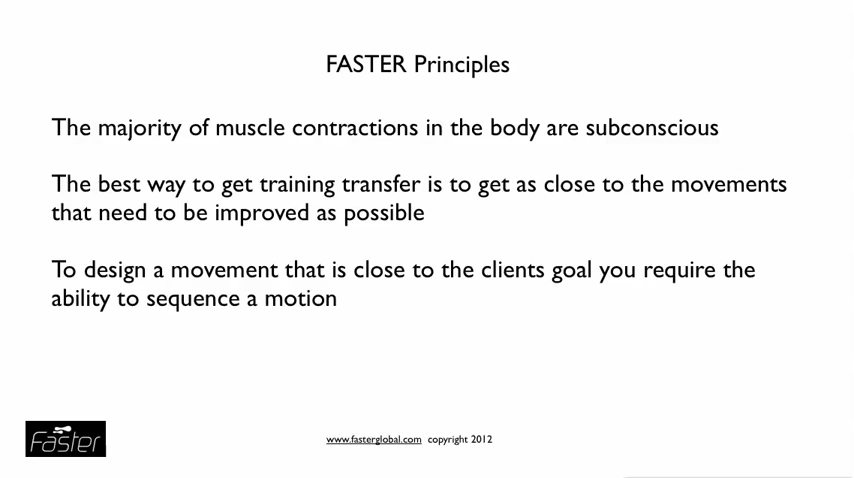 FASTER Principles
The majority of muscle contractions in the body are subconscious
The best way to get training transfer is to get as close to the movements
that need to be improved as possible
To design a movement that is close to the clients goal you require the
ability to sequence a motion
Faster
www.fasterglobal.com copyright 2012